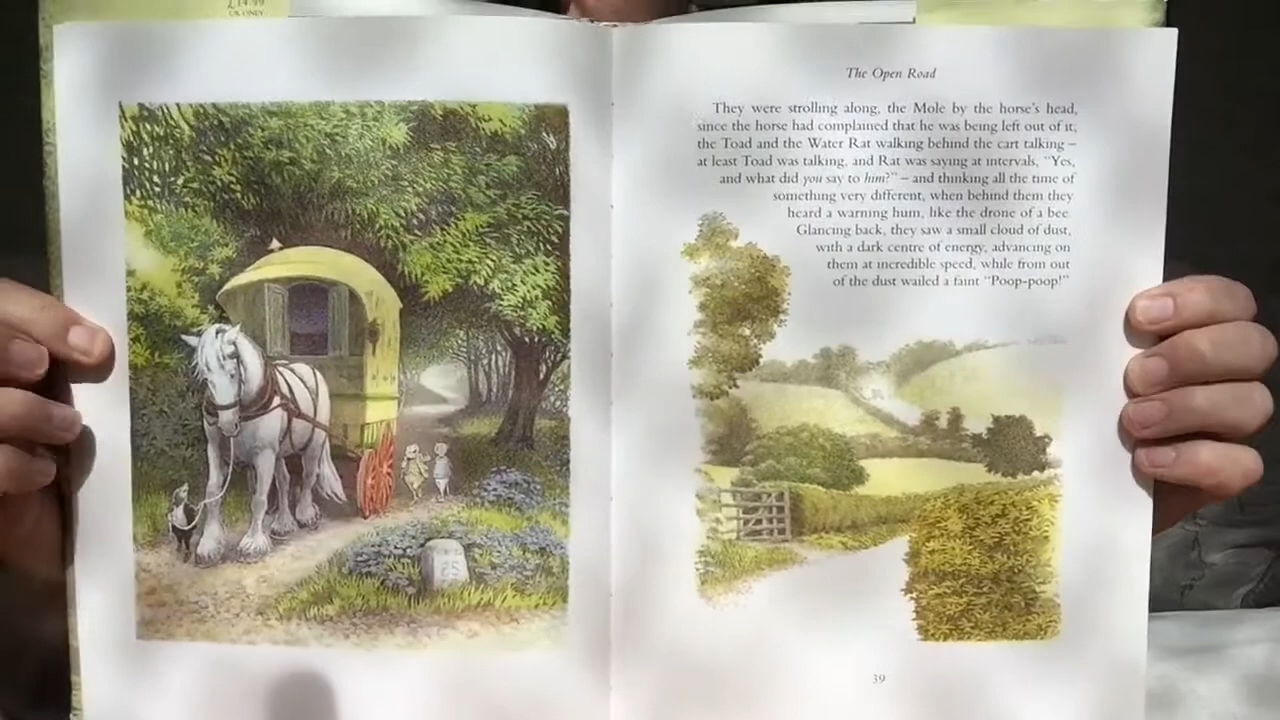 £14.99
UK ONLY
The Open Road
They were strolling along, the Mole by the horse's head,
since the horse had complained that he was being left out of it;
the Toad and the Water Rat walking behind the cart talking –
at least Toad was talking, and Rat was saying at intervals, "Yes,
and what did you say to him?" – and thinking all the time of
something very different, when behind them they
heard a warning hum, like the drone of a bee.
Glancing back, they saw a small cloud of dust,
with a dark centre of energy, advancing on
them at incredible speed, while from out
of the dust wailed a faint "Poop-poop!"
25
39